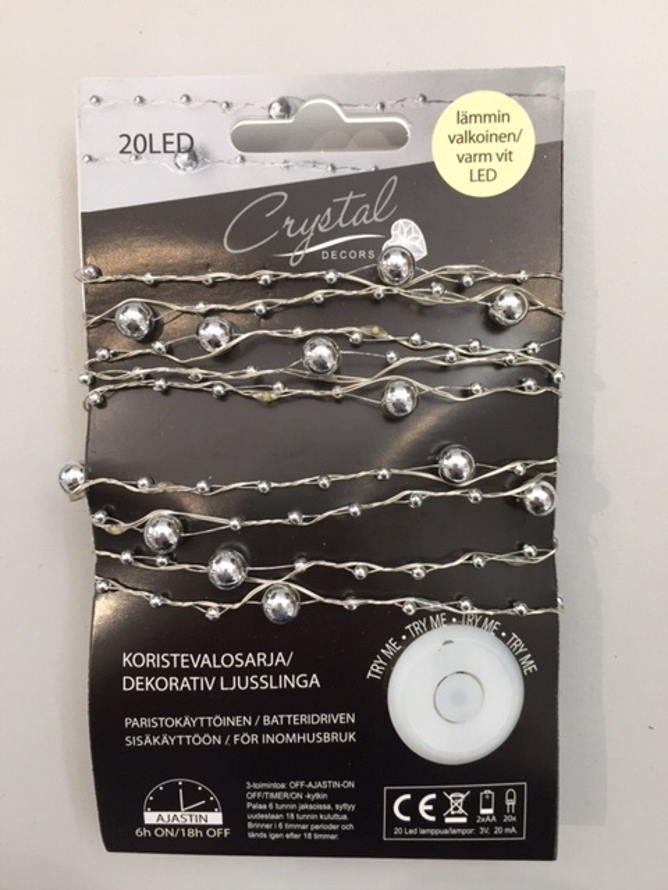 20LED
lämmin
valkoinen/
varm vit
LED
Crystal
DECORS
TRY ME • TRY ME • TRY ME • TRY ME
KORISTEVALOSARJA/
DEKORATIV LJUSSLINGA
PARISTOKÄYTTÖINEN / BATTERIDRIVEN
SISÄKÄYTTÖÖN / FÖR INOMHUSBRUK
AJASTIN
6h ON/18h OFF
3-toimintoa: OFF-AJASTIN-ON
OFF/TIMER/ON -kytkin
Palaa 6 tunnin jaksoissa, syttyy
uudestaan 18 tunnin kuluttua.
Brinner i 6 timmar perioder och
tänds igen efter 18 timmar.
CE 2xAA 20x
20 Led lamppua/lampor: 3V, 20 mA.